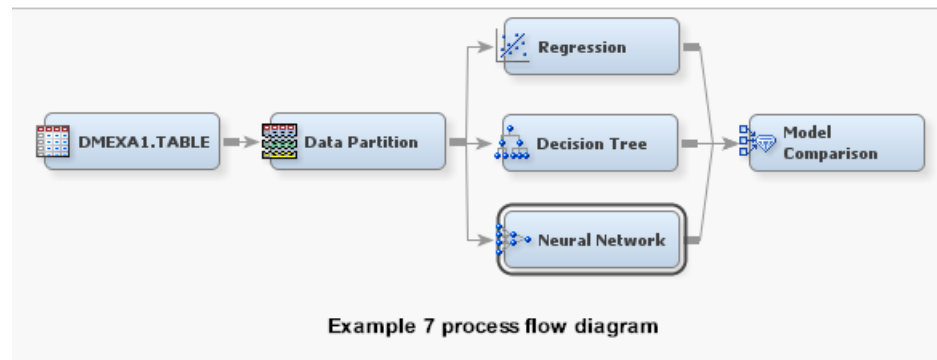 Regression
DMEXA1.TABLE
Data Partition
Decision Tree
Model
Comparison
Neural Network
Example 7 process flow diagram